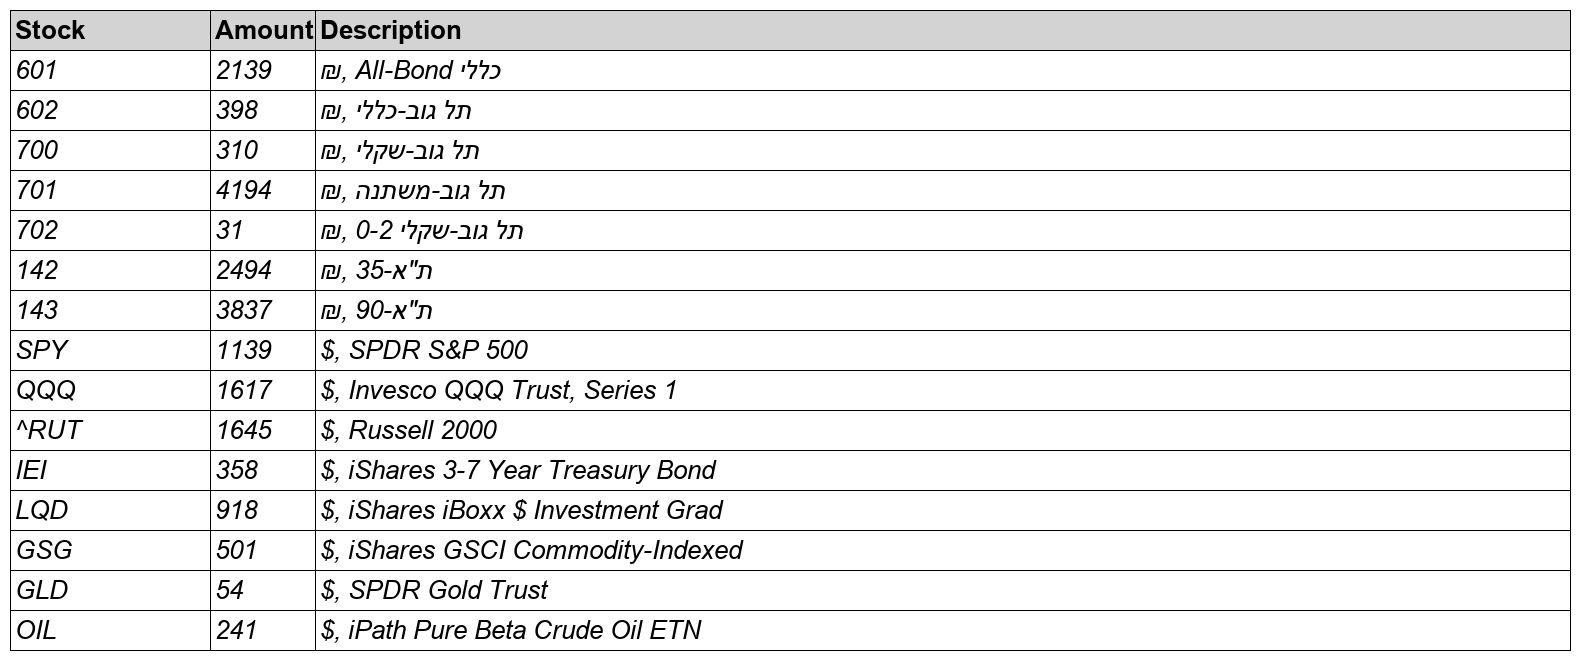 Stock Amount Description
601 2139 ₪, All-Bond כללי
602 398 ₪, תל גוב-כללי
700 310 ₪, תל גוב-שקלי
701 4194 ₪, תל גוב-משתנה
702 31 ₪, תל גוב-שקלי 0-2
142 2494 ₪, ת"א-35
143 3837 ₪, ת"א-90
SPY 1139 $, SPDR S&P 500
QQQ 1617 $, Invesco QQQ Trust, Series 1
^RUT 1645 $, Russell 2000
IEI 358 $, iShares 3-7 Year Treasury Bond
LQD 918 $, iShares iBoxx $ Investment Grad
GSG 501 $, iShares GSCI Commodity-Indexed
GLD 54 $, SPDR Gold Trust
OIL 241 $, iPath Pure Beta Crude Oil ETN